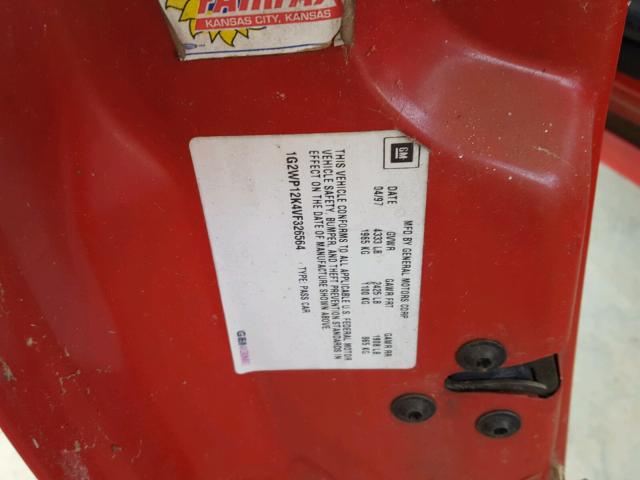 FAIRFAX
KANSAS CITY, KANSAS
GM
MFD BY GENERAL MOTORS CORP
DATE GVWR GAWR FRT GAWR RR
04/97 4333 LB 2425 LB 1908 LB
1965 KG 1100 KG 865 KG
THIS VEHICLE CONFORMS TO ALL APPLICABLE U.S. FEDERAL MOTOR
VEHICLE SAFETY, BUMPER, AND THEFT PREVENTION STANDARDS IN
EFFECT ON THE DATE OF MANUFACTURE SHOWN ABOVE.
1G2WP12K4VF326564 TYPE: PASS CAR